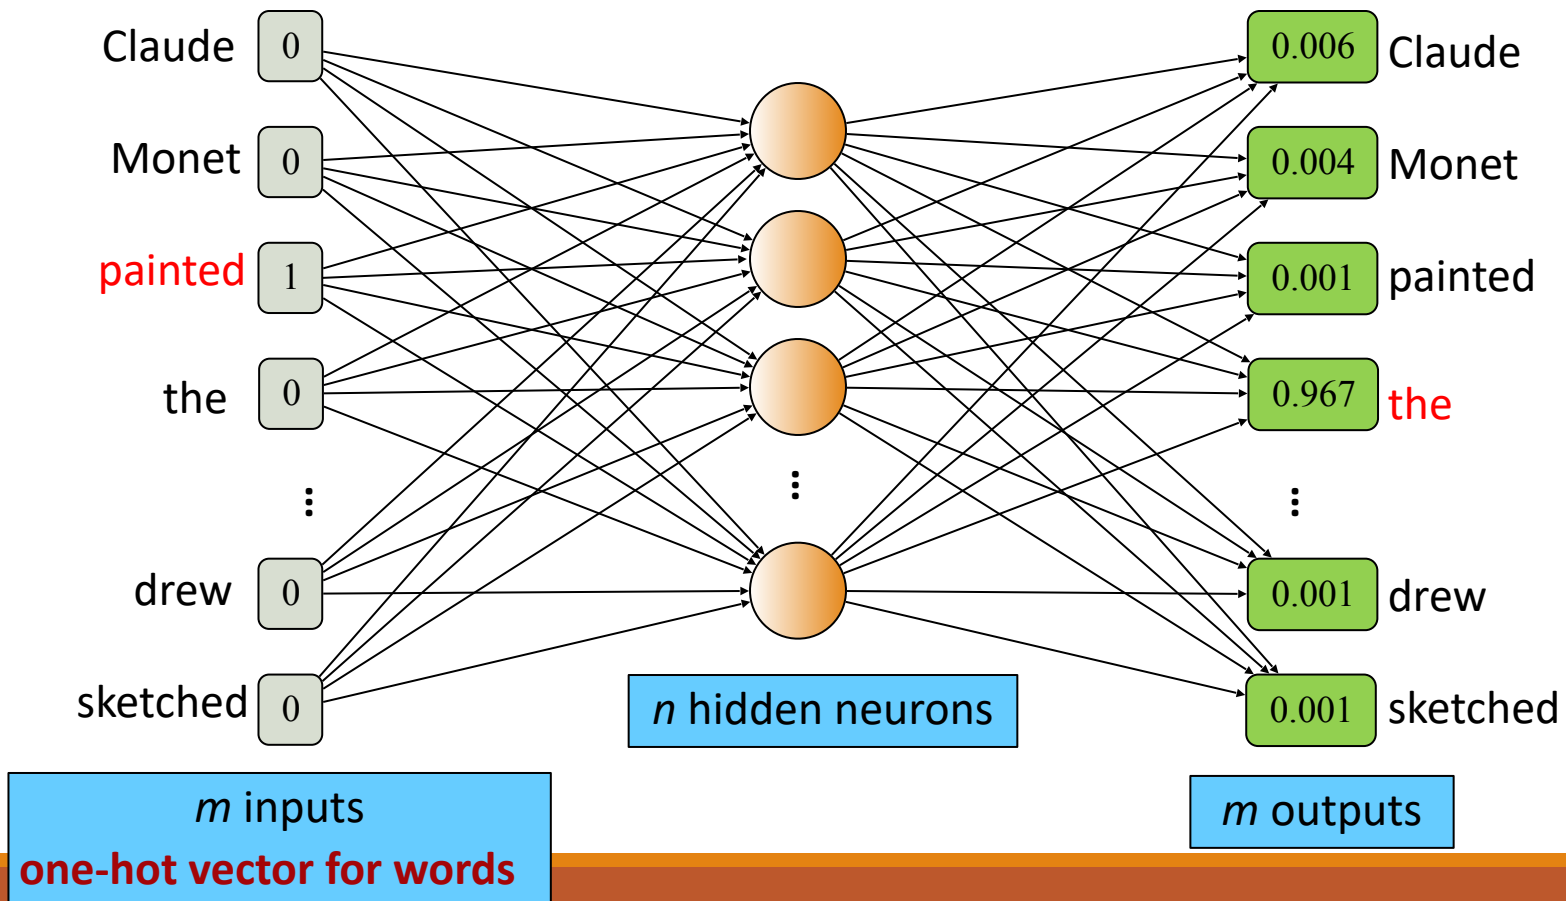 Claude 0
Monet 0
painted 1
the 0
...
drew 0
sketched 0
m inputs
one-hot vector for words
...
n hidden neurons
0.006 Claude
0.004 Monet
0.001 painted
0.967 the
...
0.001 drew
0.001 sketched
m outputs